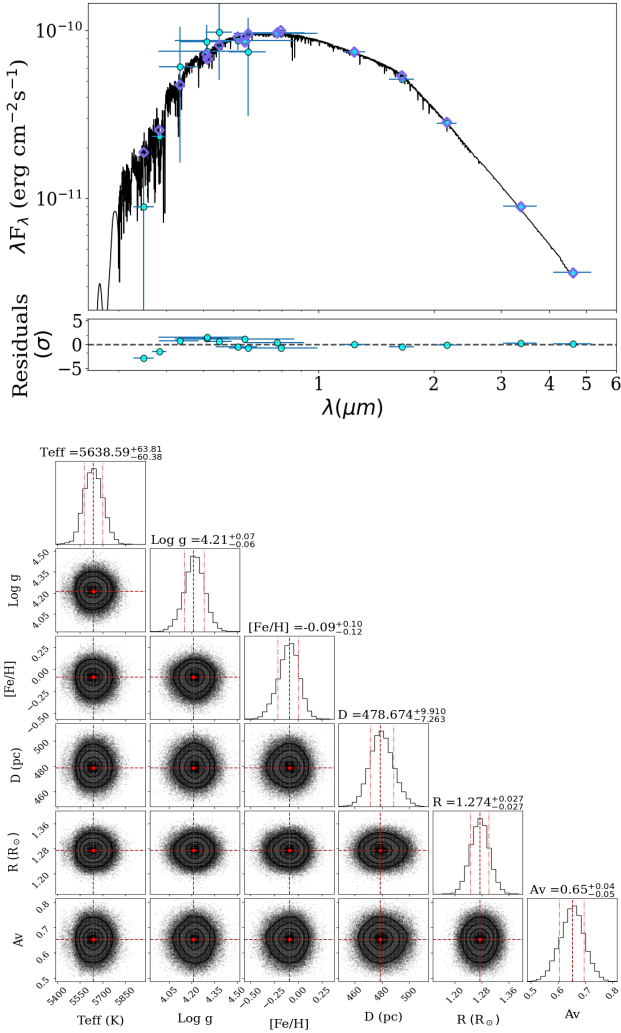 10⁻¹⁰
10⁻¹¹
λF_λ (erg cm⁻²s⁻¹)
5
0
−5
Residuals
(σ)
1 2 3 4 5 6
λ(μm)
Teff =5638.59+63.81−60.38
Log g =4.21+0.07−0.06
4.50
4.35
4.20
4.05
Log g
[Fe/H] =-0.09+0.10−0.12
0.25
0.00
−0.25
−0.50
[Fe/H]
D =478.674+9.910−7.263
500
480
460
D (pc)
R =1.274+0.027−0.027
1.36
1.28
1.20
R (R☉)
Av =0.65+0.04−0.05
0.8
0.7
0.6
0.5
Av
5400 5550 5700 5850
4.05 4.20 4.35 4.50
−0.50 −0.25 0.00 0.25
460 480 500
1.20 1.28 1.36
0.5 0.6 0.7 0.8
Teff (K) Log g [Fe/H] D (pc) R (R☉) Av